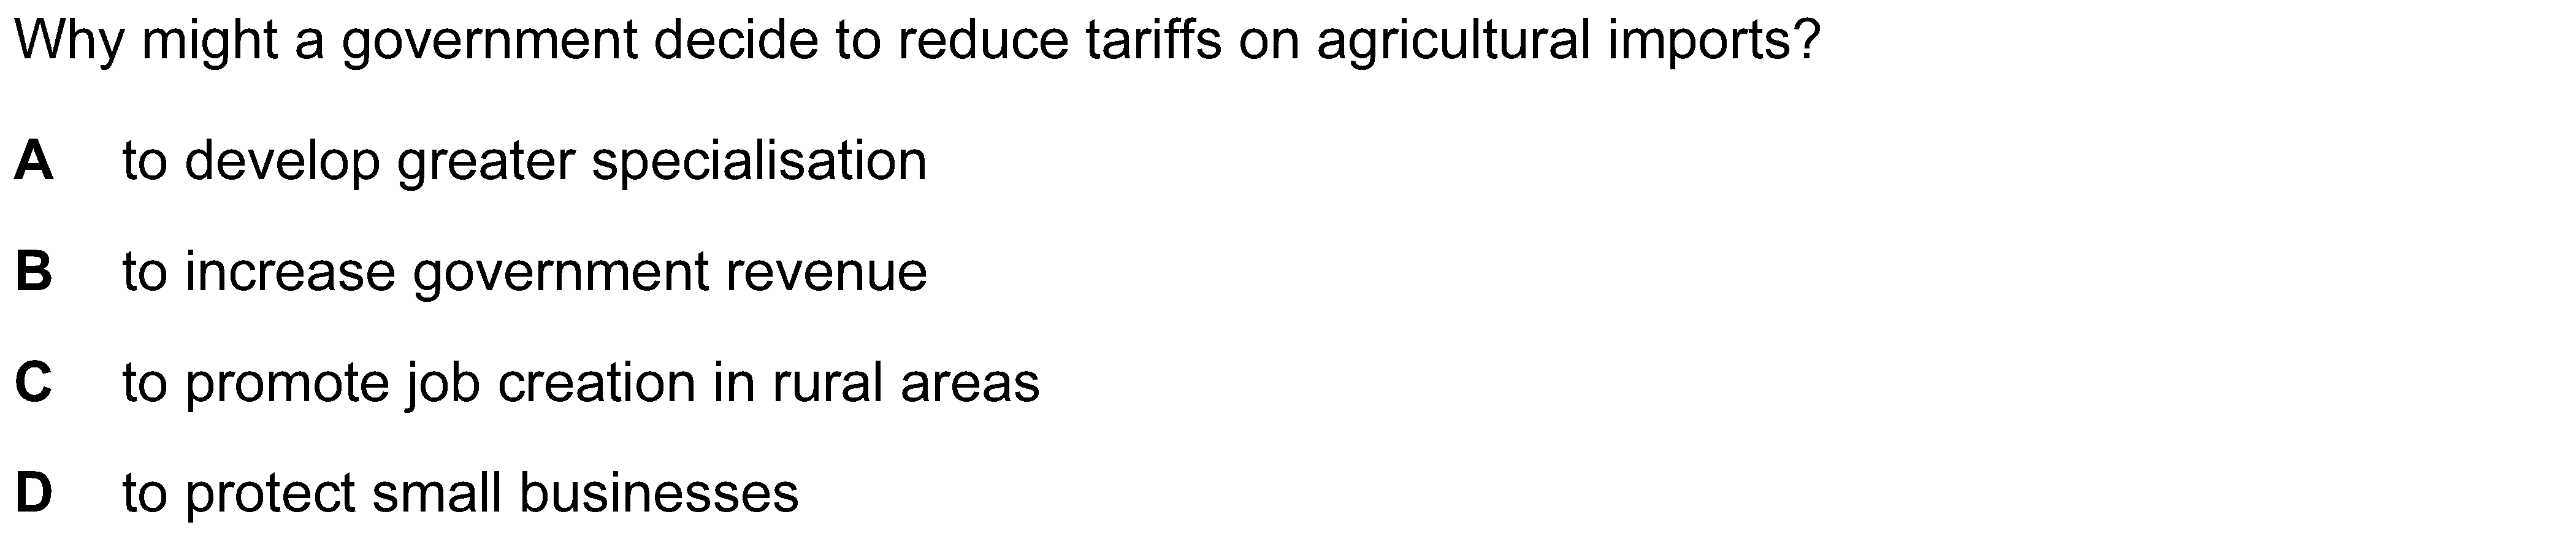 Why might a government decide to reduce tariffs on agricultural imports?
A to develop greater specialisation
B to increase government revenue
C to promote job creation in rural areas
D to protect small businesses